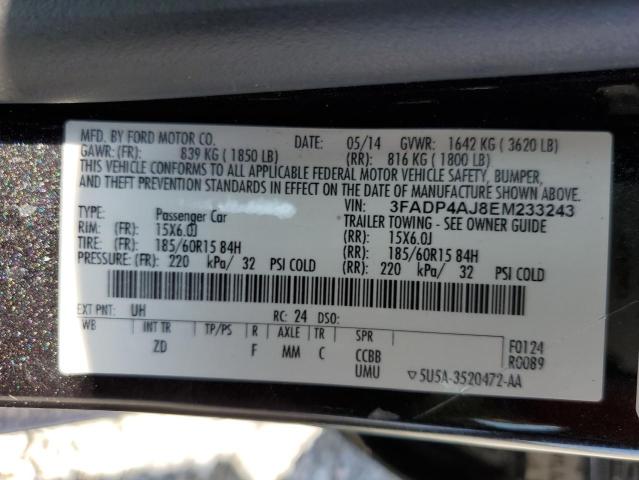 MFD. BY FORD MOTOR CO.
DATE: 05/14 GVWR: 1642 KG ( 3620 LB)
GAWR: (FR): 839 KG ( 1850 LB) (RR): 816 KG ( 1800 LB)
THIS VEHICLE CONFORMS TO ALL APPLICABLE FEDERAL MOTOR VEHICLE SAFETY, BUMPER,
AND THEFT PREVENTION STANDARDS IN EFFECT ON THE DATE OF MANUFACTURE SHOWN ABOVE.
VIN: 3FADP4AJ8EM233243
TYPE: Passenger Car TRAILER TOWING - SEE OWNER GUIDE
RIM: (FR): 15X6.0J (RR): 15X6.0J
TIRE: (FR): 185/60R15 84H (RR): 185/60R15 84H
PRESSURE: (FR): 220 kPa/ 32 PSI COLD (RR): 220 kPa/ 32 PSI COLD
EXT PNT: UH RC: 24 DSO:
WB INT TR TP/PS R AXLE TR SPR F0124
ZD F MM C CCBB R0089
UMU ▽5U5A-3520472-AA